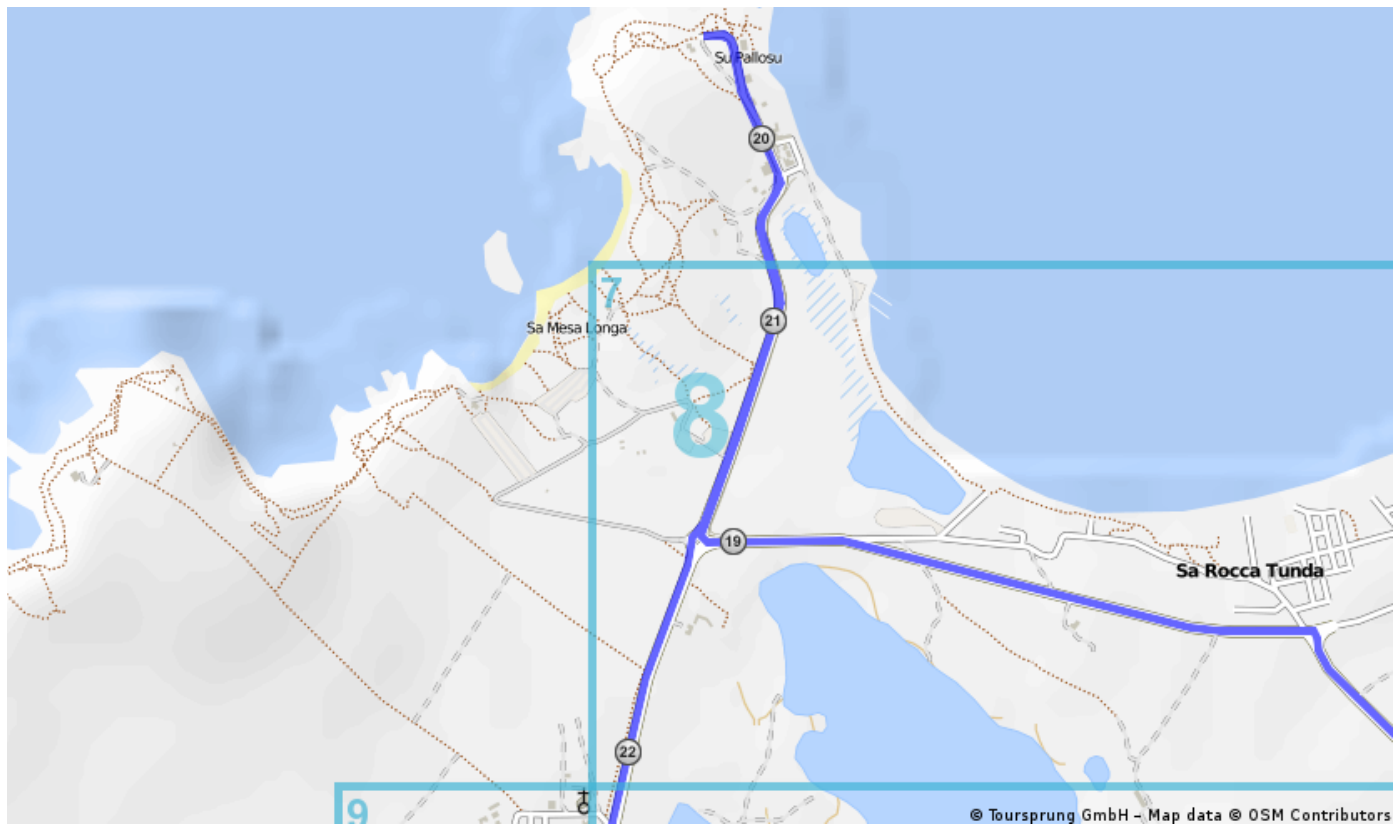 Su Pallosu
20
7
21
Sa Mesa Longa
8
19
Sa Rocca Tunda
22
9
© Toursprung GmbH – Map data © OSM Contributors